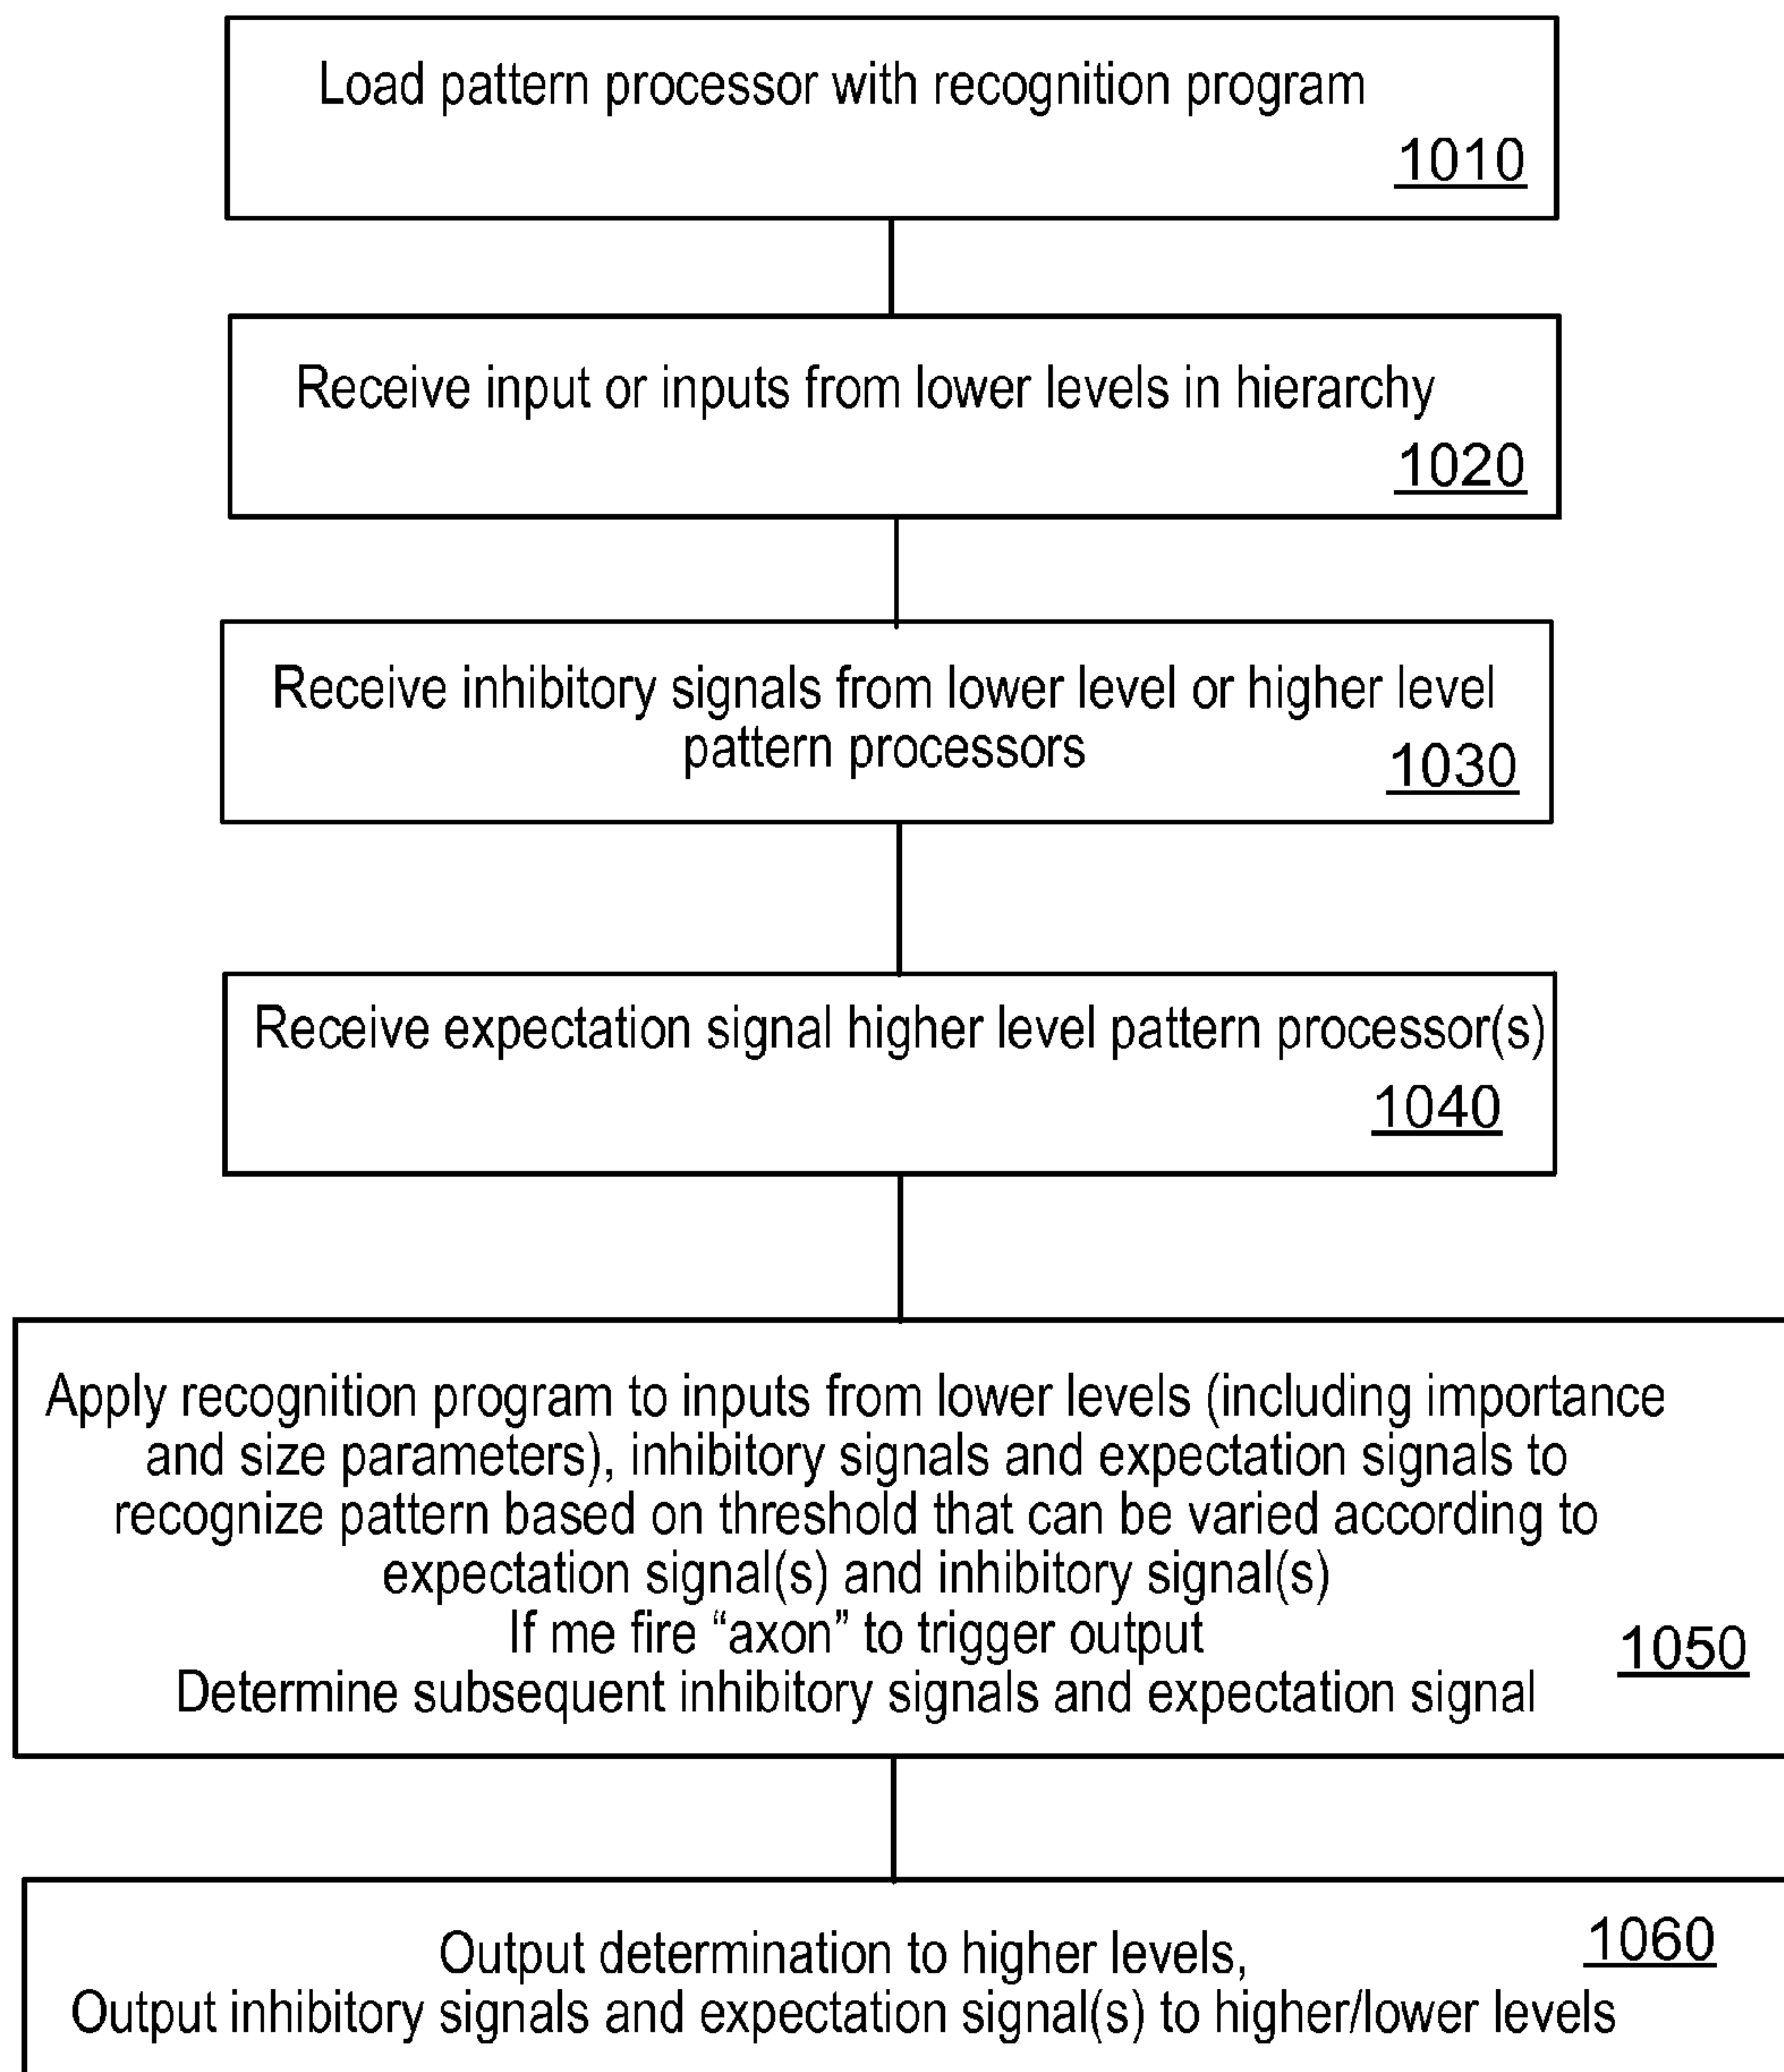 Load pattern processor with recognition program
1010
Receive input or inputs from lower levels in hierarchy
1020
Receive inhibitory signals from lower level or higher level
pattern processors
1030
Receive expectation signal higher level pattern processor(s)
1040
Apply recognition program to inputs from lower levels (including importance
and size parameters), inhibitory signals and expectation signals to
recognize pattern based on threshold that can be varied according to
expectation signal(s) and inhibitory signal(s)
If me fire “axon” to trigger output
1050
Determine subsequent inhibitory signals and expectation signal
1060
Output determination to higher levels,
Output inhibitory signals and expectation signal(s) to higher/lower levels